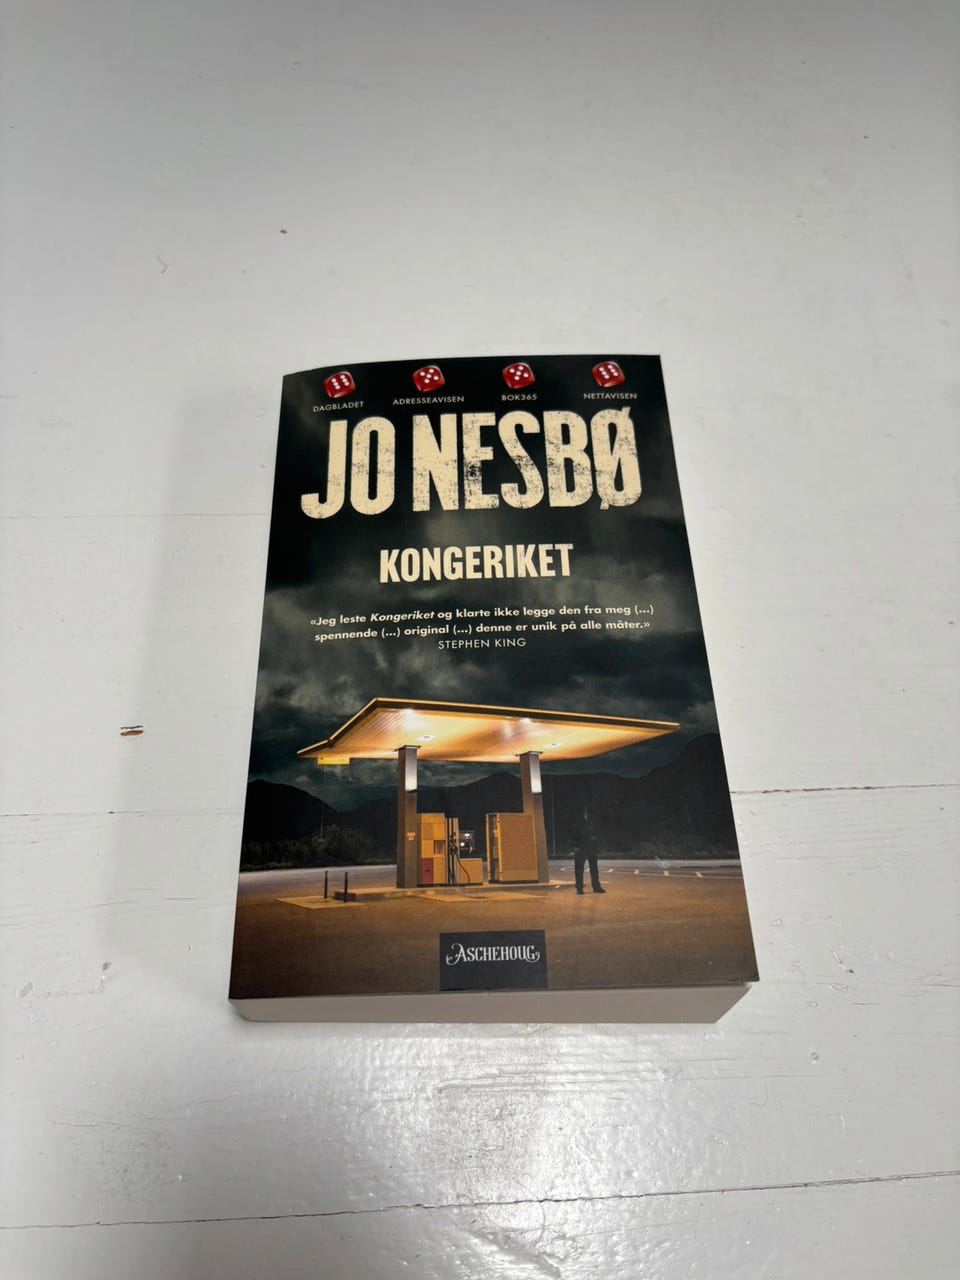 DAGBLADET ADRESSEAVISEN BOK365 NETTAVISEN
JO NESBØ
KONGERIKET
«Jeg leste Kongeriket og klarte ikke legge den fra meg (...)
spennende (...) original (...) denne er unik på alle måter.»
STEPHEN KING
ASCHEHOUG